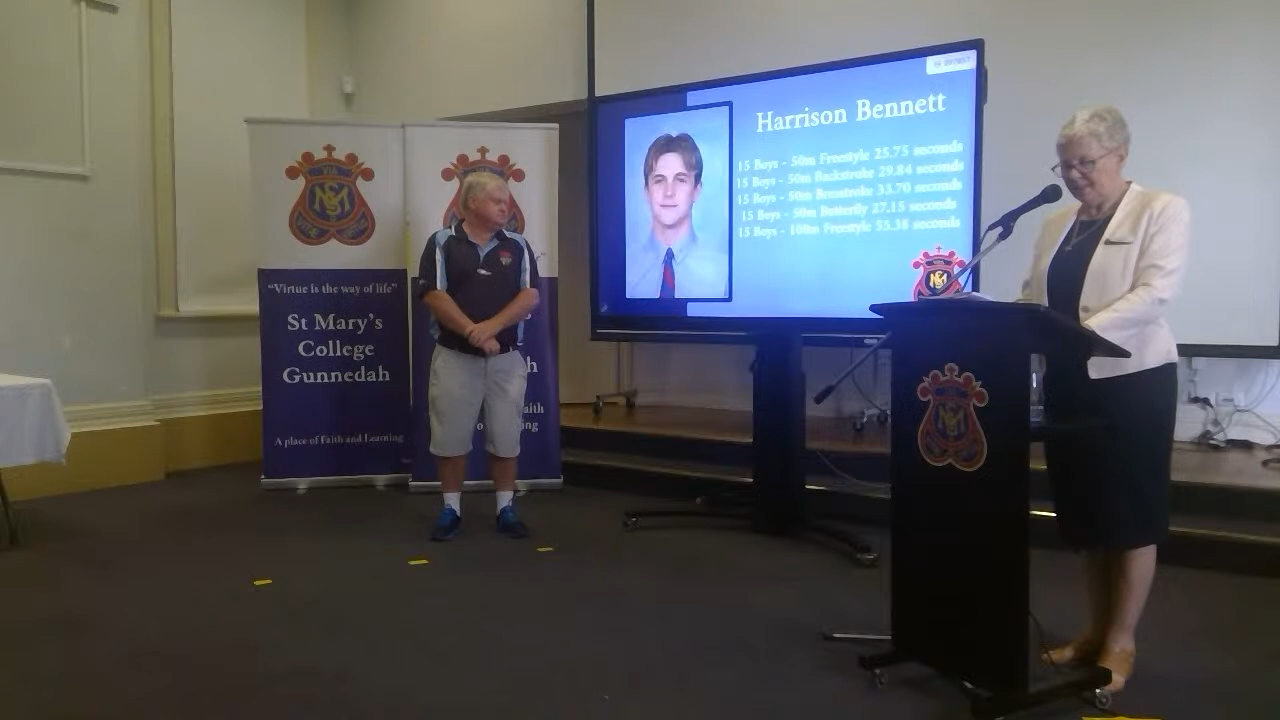 VIA
"Virtue is the way of life"
St Mary's
College
Gunnedah
A place of Faith and Learning
Harrison Bennett
15 Boys - 50m Freestyle 25.75 seconds
15 Boys - 50m Backstroke 29.84 seconds
15 Boys - 50m Breastroke 33.70 seconds
15 Boys - 50m Butterfly 27.15 seconds
15 Boys - 100m Freestyle 55.38 seconds